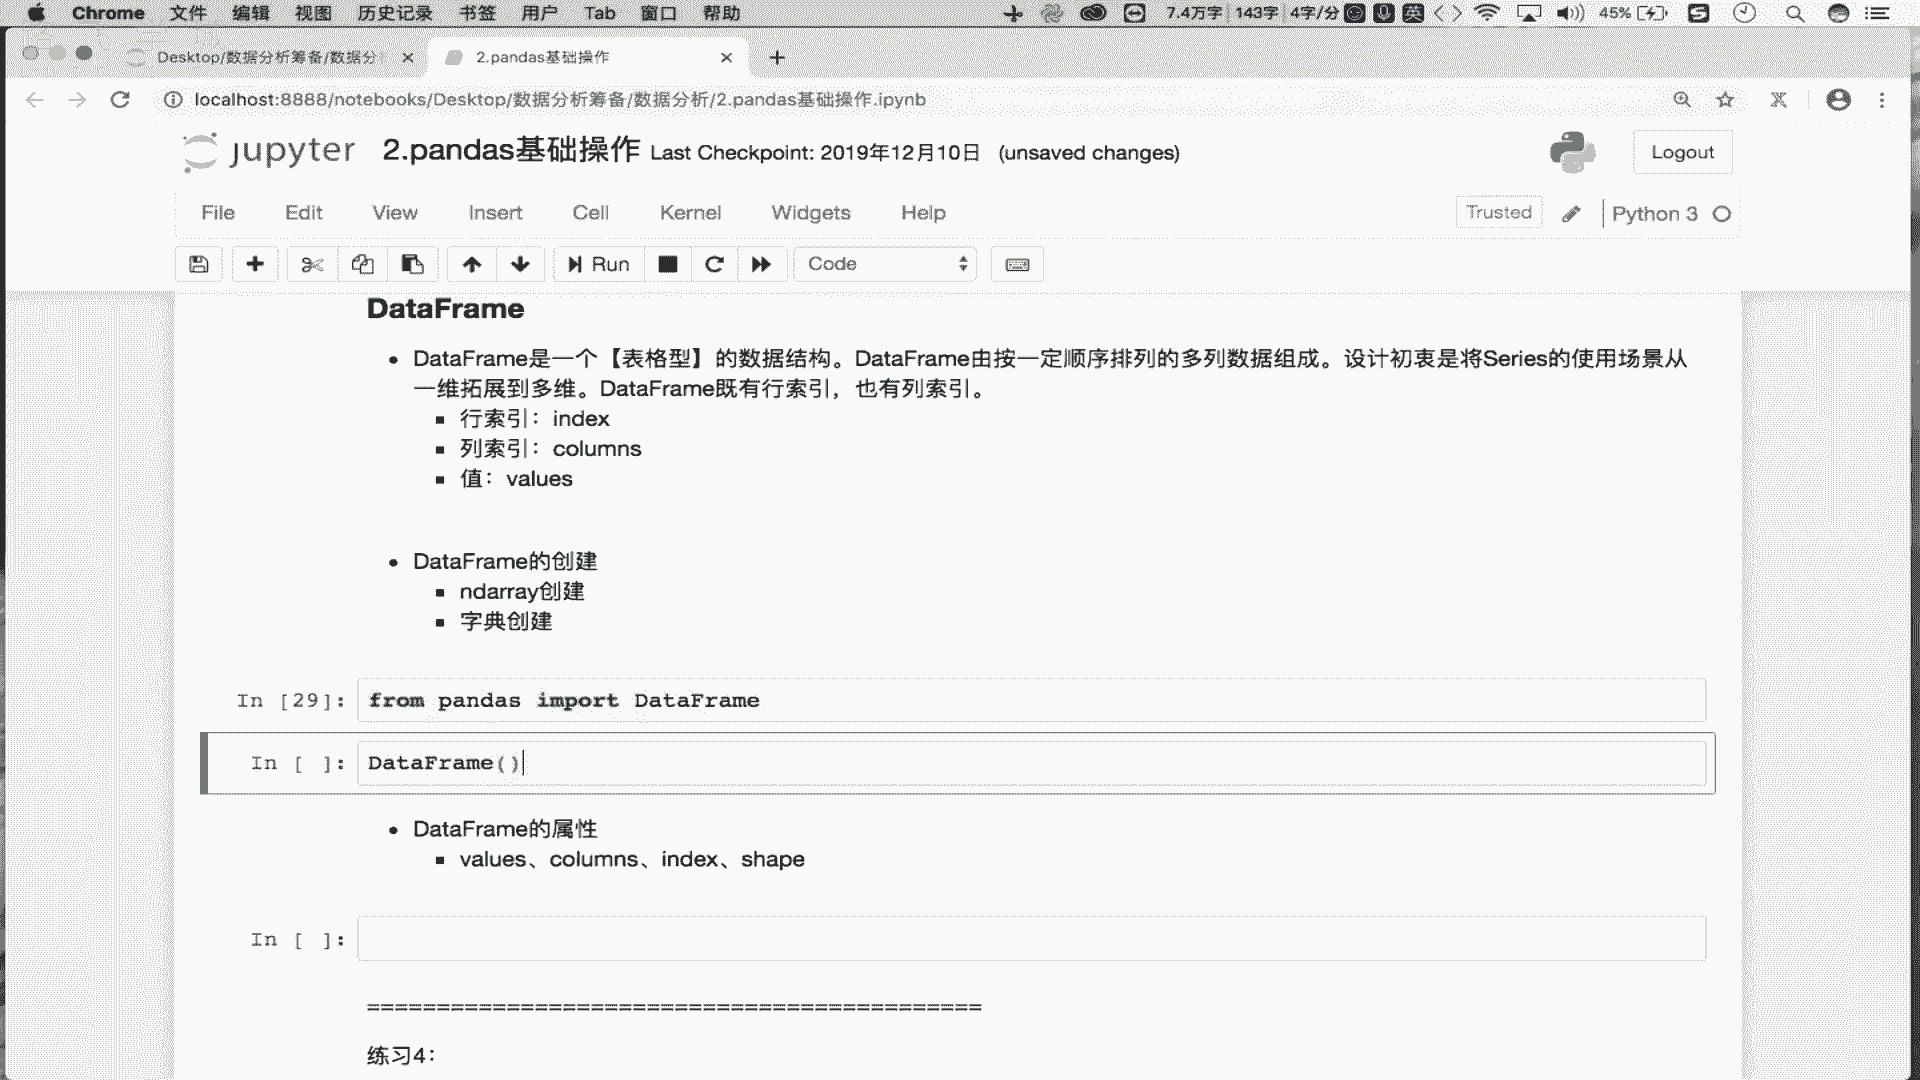 Chrome 文件 编辑 视图 历史记录 书签 用户 Tab 窗口 帮助 7.4万字 143字 4字/分 英 45%
Desktop/数据分析筹备/数据分 2.pandas基础操作
localhost:8888/notebooks/Desktop/数据分析筹备/数据分析/2.pandas基础操作.ipynb
jupyter 2.pandas基础操作 Last Checkpoint: 2019年12月10日 (unsaved changes) Logout
File Edit View Insert Cell Kernel Widgets Help Trusted Python 3
Run Code
DataFrame
DataFrame是一个【表格型】的数据结构。DataFrame由按一定顺序排列的多列数据组成。设计初衷是将Series的使用场景从
一维拓展到多维。DataFrame既有行索引，也有列索引。
行索引：index
列索引：columns
值：values
DataFrame的创建
ndarray创建
字典创建
In [29]: from pandas import DataFrame
In [ ]: DataFrame()
DataFrame的属性
values、columns、index、shape
In [ ]:
============================================
练习4：